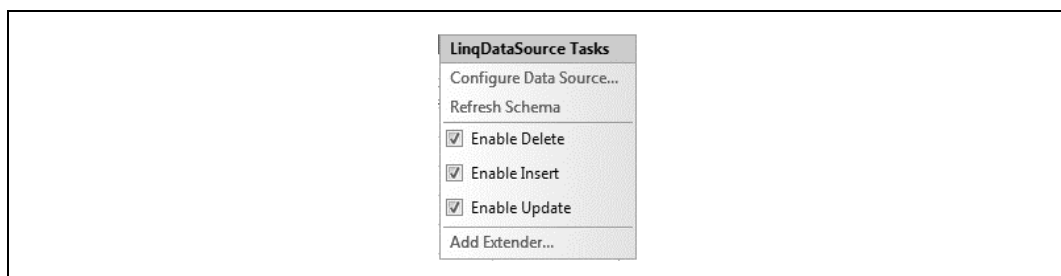 LinqDataSource Tasks
Configure Data Source...
Refresh Schema
Enable Delete
Enable Insert
Enable Update
Add Extender...